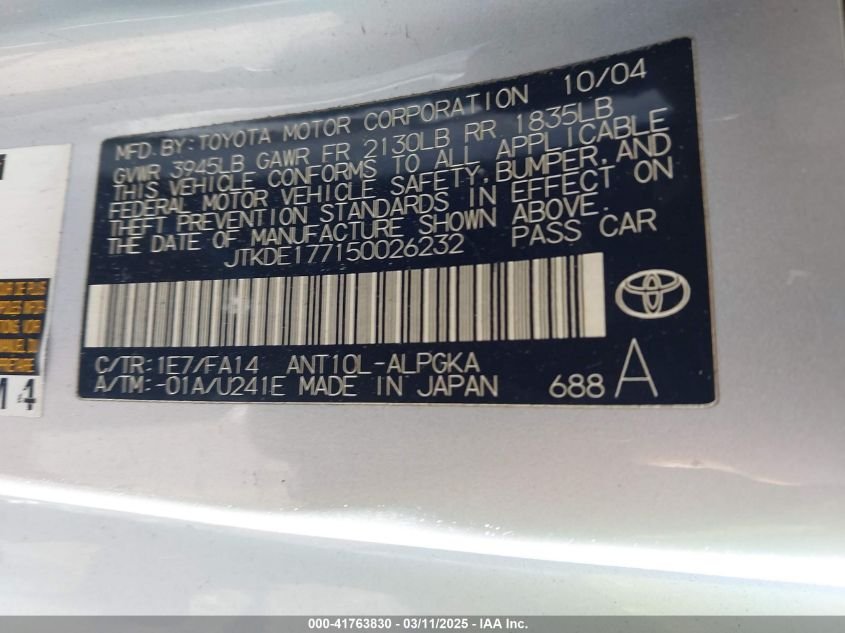 MFD.BY:TOYOTA MOTOR CORPORATION 10/04
GVWR 3945LB GAWR FR 2130LB RR 1835LB
THIS VEHICLE CONFORMS TO ALL APPLICABLE
FEDERAL MOTOR VEHICLE SAFETY,BUMPER,AND
THEFT PREVENTION STANDARDS IN EFFECT ON
THE DATE OF MANUFACTURE SHOWN ABOVE.
JTKDE177150026232 PASS CAR
C/TR:1E7/FA14 ANT10L-ALPGKA
A/TM:-01A/U241E MADE IN JAPAN 688 A
4
000-41763830 - 03/11/2025 - IAA Inc.